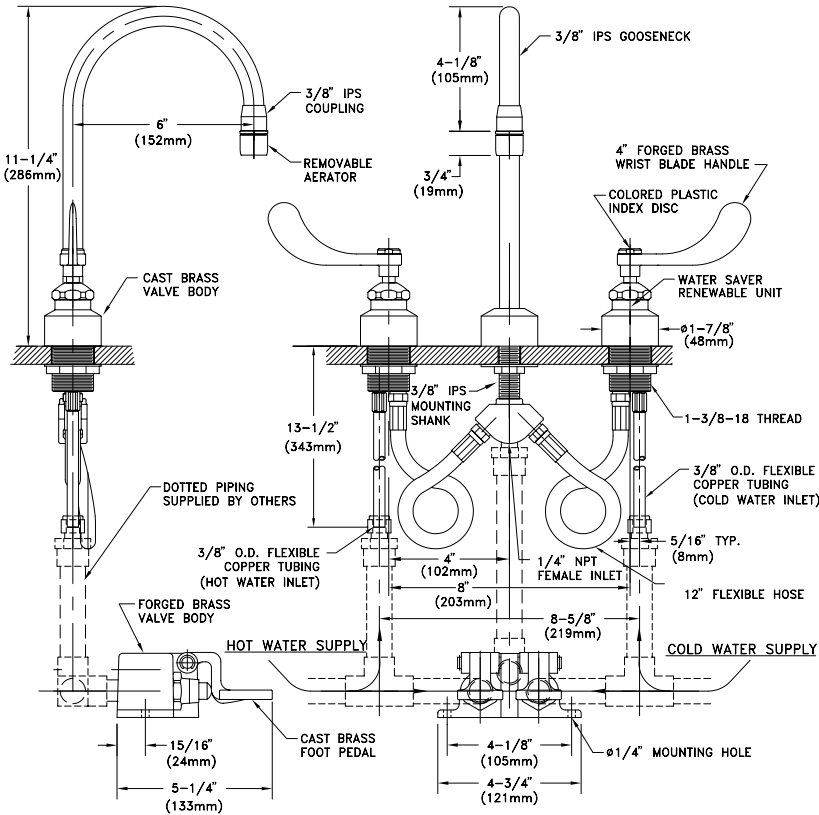 3/8" IPS GOOSENECK
4-1/8"
(105mm)
3/8" IPS
COUPLING
6"
(152mm)
11-1/4"
(286mm)
REMOVABLE
AERATOR
3/4"
(19mm)
4" FORGED BRASS
WRIST BLADE HANDLE
COLORED PLASTIC
INDEX DISC
CAST BRASS
VALVE BODY
WATER SAVER
RENEWABLE UNIT
ø1-7/8"
(48mm)
3/8" IPS
MOUNTING
SHANK
13-1/2"
(343mm)
1-3/8-18 THREAD
3/8" O.D. FLEXIBLE
COPPER TUBING
(COLD WATER INLET)
DOTTED PIPING
SUPPLIED BY OTHERS
5/16" TYP.
(8mm)
3/8" O.D. FLEXIBLE
COPPER TUBING
(HOT WATER INLET)
4"
(102mm)
1/4" NPT
FEMALE INLET
8"
(203mm)
12" FLEXIBLE HOSE
FORGED BRASS
VALVE BODY
8-5/8"
(219mm)
HOT WATER SUPPLY
COLD WATER SUPPLY
15/16"
(24mm)
CAST BRASS
FOOT PEDAL
4-1/8"
(105mm)
ø1/4" MOUNTING HOLE
5-1/4"
(133mm)
4-3/4"
(121mm)